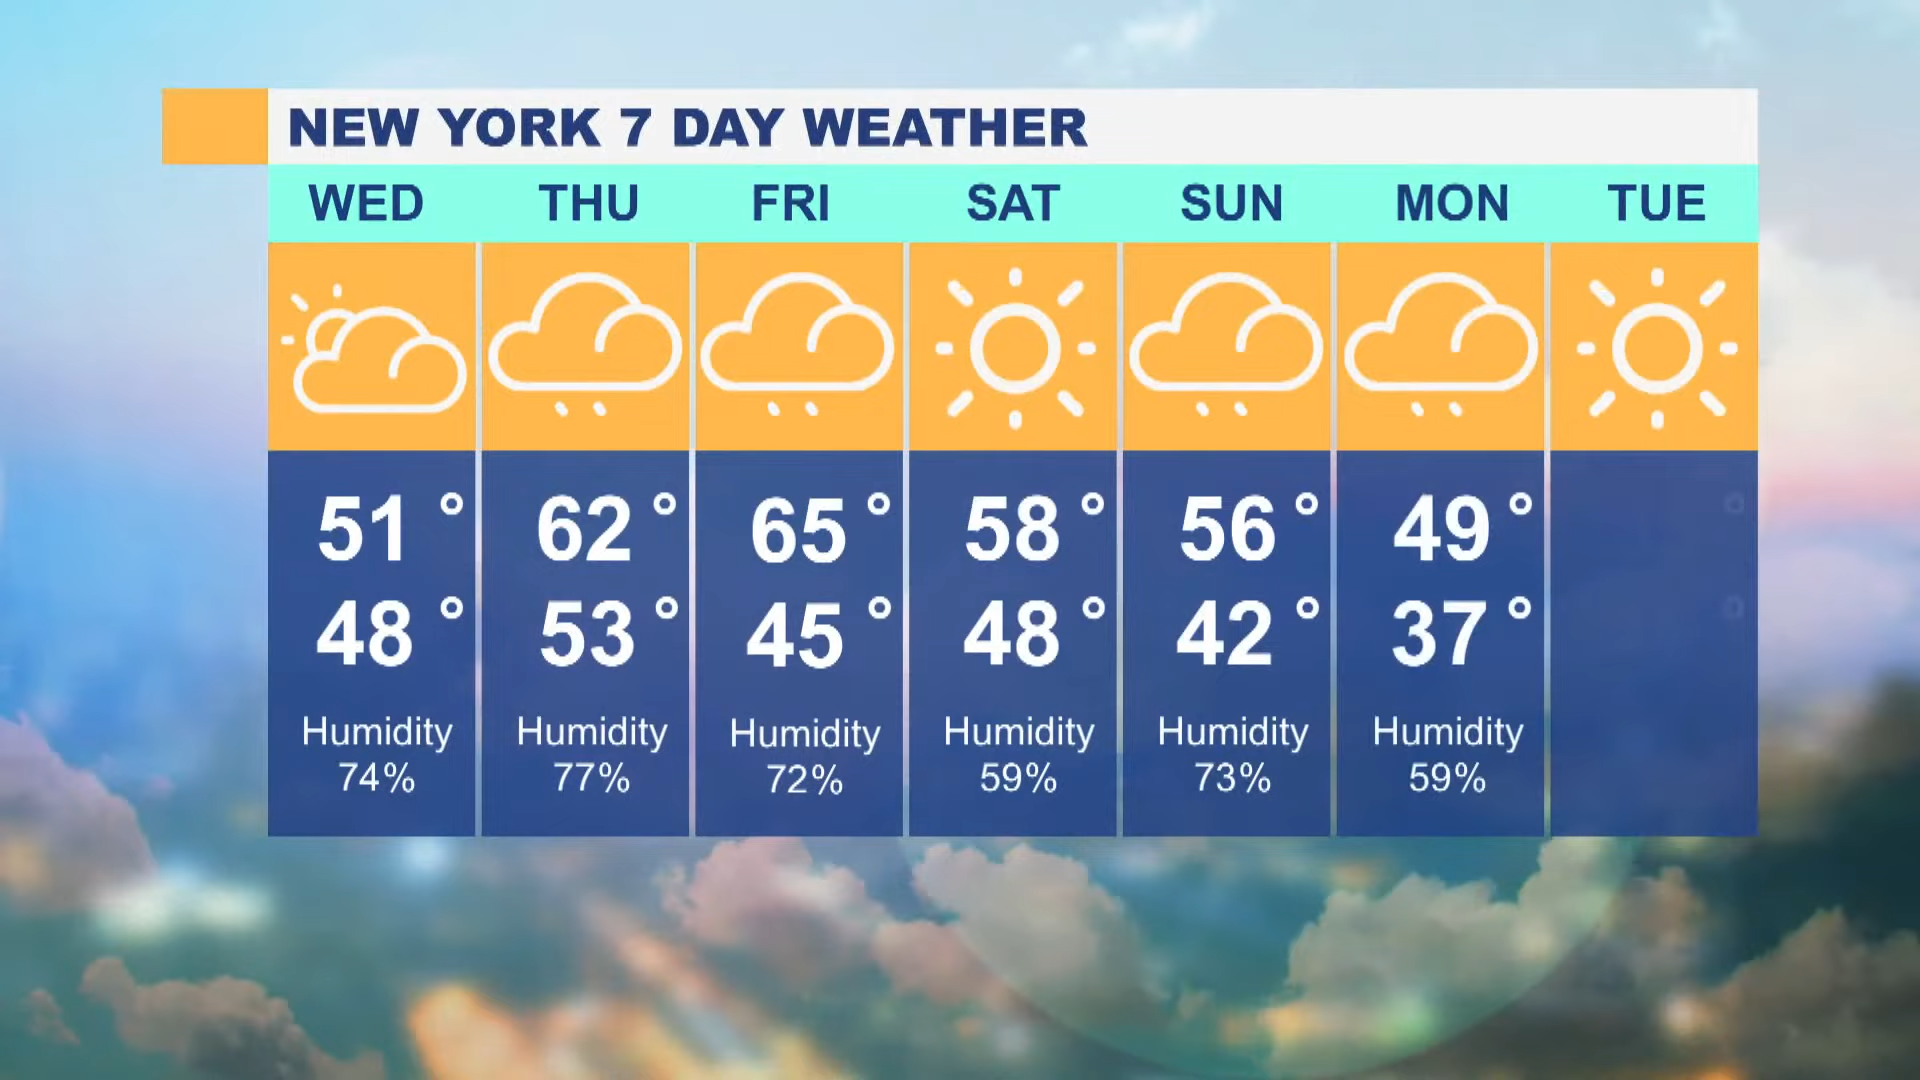 NEW YORK 7 DAY WEATHER
WED THU FRI SAT SUN MON TUE
51° 62° 65° 58° 56° 49° °
48° 53° 45° 48° 42° 37° °
Humidity Humidity Humidity Humidity Humidity Humidity
74% 77% 72% 59% 73% 59%